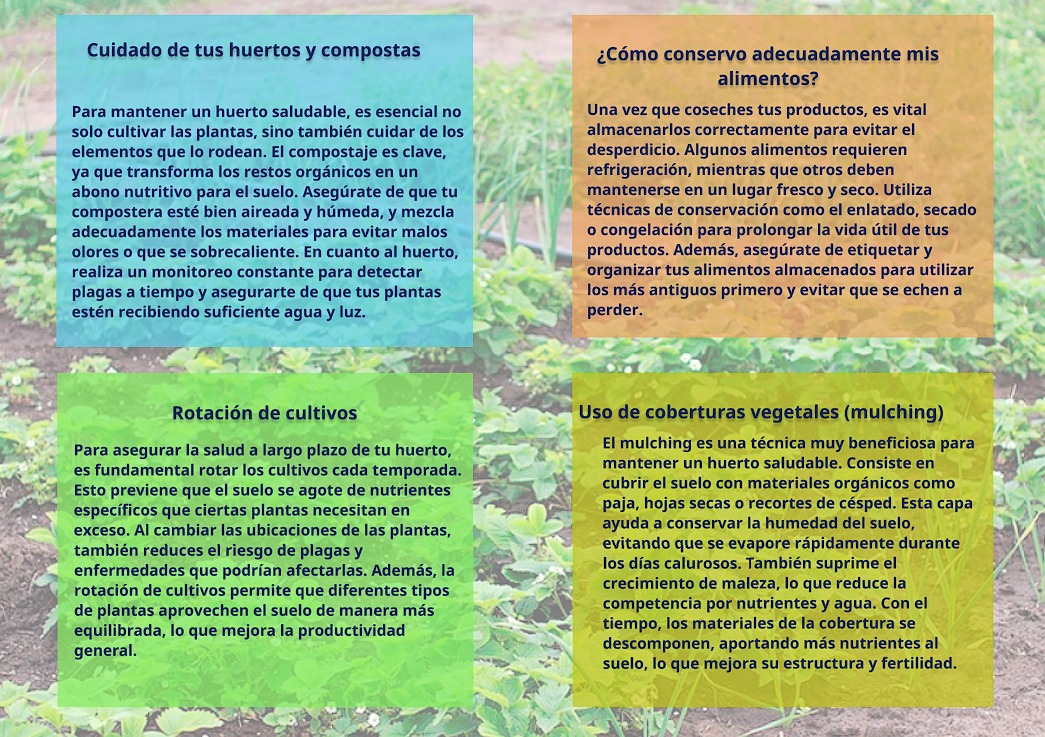 Cuidado de tus huertos y compostas
Para mantener un huerto saludable, es esencial no
solo cultivar las plantas, sino también cuidar de los
elementos que lo rodean. El compostaje es clave,
ya que transforma los restos orgánicos en un
abono nutritivo para el suelo. Asegúrate de que tu
compostera esté bien aireada y húmeda, y mezcla
adecuadamente los materiales para evitar malos
olores o que se sobrecaliente. En cuanto al huerto,
realiza un monitoreo constante para detectar
plagas a tiempo y asegurarte de que tus plantas
estén recibiendo suficiente agua y luz.
¿Cómo conservo adecuadamente mis
alimentos?
Una vez que coseches tus productos, es vital
almacenarlos correctamente para evitar el
desperdicio. Algunos alimentos requieren
refrigeración, mientras que otros deben
mantenerse en un lugar fresco y seco. Utiliza
técnicas de conservación como el enlatado, secado
o congelación para prolongar la vida útil de tus
productos. Además, asegúrate de etiquetar y
organizar tus alimentos almacenados para utilizar
los más antiguos primero y evitar que se echen a
perder.
Rotación de cultivos
Para asegurar la salud a largo plazo de tu huerto,
es fundamental rotar los cultivos cada temporada.
Esto previene que el suelo se agote de nutrientes
específicos que ciertas plantas necesitan en
exceso. Al cambiar las ubicaciones de las plantas,
también reduces el riesgo de plagas y
enfermedades que podrían afectarlas. Además, la
rotación de cultivos permite que diferentes tipos
de plantas aprovechen el suelo de manera más
equilibrada, lo que mejora la productividad
general.
Uso de coberturas vegetales (mulching)
El mulching es una técnica muy beneficiosa para
mantener un huerto saludable. Consiste en
cubrir el suelo con materiales orgánicos como
paja, hojas secas o recortes de césped. Esta capa
ayuda a conservar la humedad del suelo,
evitando que se evapore rápidamente durante
los días calurosos. También suprime el
crecimiento de maleza, lo que reduce la
competencia por nutrientes y agua. Con el
tiempo, los materiales de la cobertura se
descomponen, aportando más nutrientes al
suelo, lo que mejora su estructura y fertilidad.